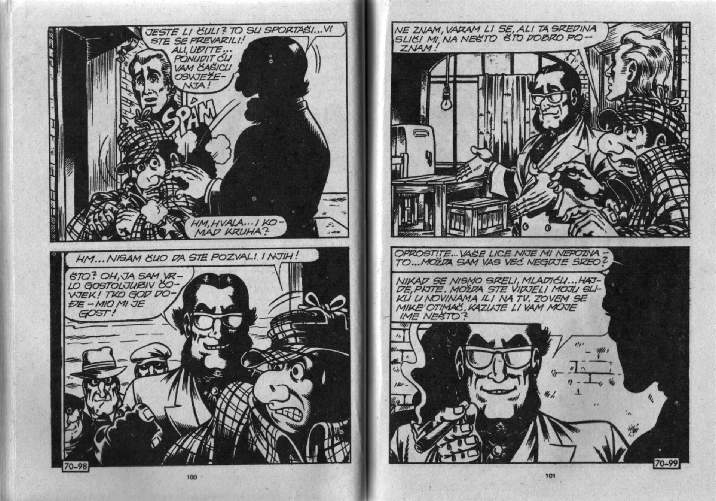 JESTE LI ČULI? TO SU SPORTAŠI...VI
STE SE PREVARILI!
ALI, UĐITE...
PONUDIT ĆU
VAM ČAŠICU
OSVJEŽE-
NJA!
SPAM
HM, HVALA... I KO-
MAD KRUHA?
HM...NISAM ČUO DA STE POZVALI I NJIH!
ŠTO? OH, JA SAM VR-
LO GOSTOLJUBIV ČO-
VJEK! TKO GOD DO-
ĐE - MIO MI JE
GOST!
70-98
100
NE ZNAM, VARAM LI SE, ALI TA SREDINA
SLIČI MI, NA NEŠTO ŠTO DOBRO PO-
ZNAM!
OPROSTITE...VAŠE LICE NIJE MI NEPOZNA
TO...MOŽDA SAM VAS VEĆ NEGDJE SREO?
NIKAD SE NISMO SRELI, MLADIĆU...HAJ-
DE, PIJTE. MOŽDA STE VIDJELI MOJU SLI-
KU U NOVINAMA ILI NA TV. ZOVEM SE
MIKE OTIMAČ, KAZUJE LI VAM MOJE
IME NEŠTO?
70-99
101